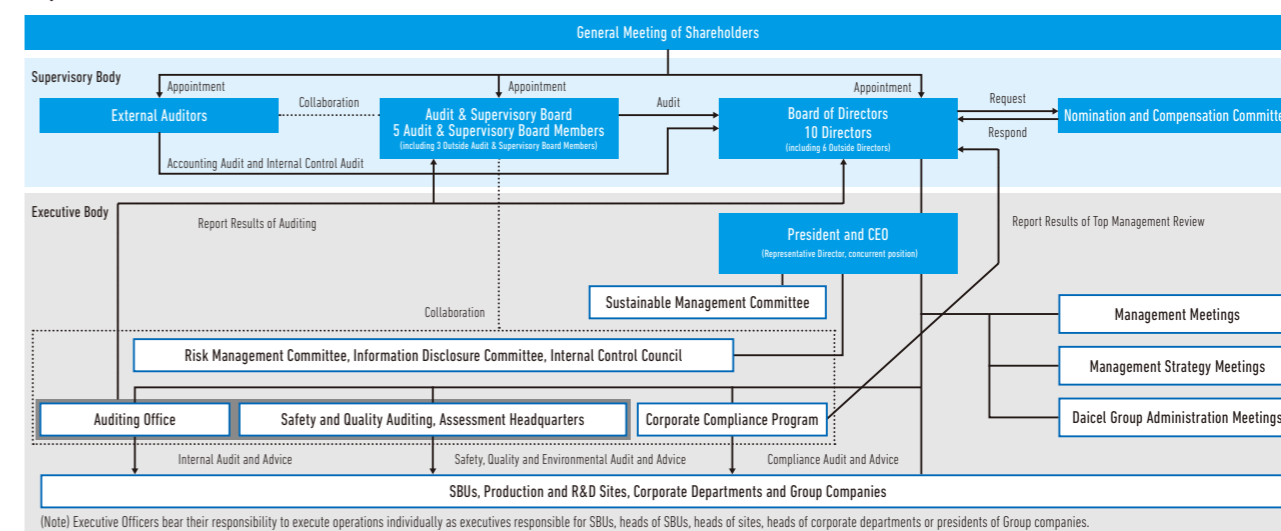 General Meeting of Shareholders
Supervisory Body
Appointment
Appointment
Appointment
External Auditors
Collaboration
Audit & Supervisory Board
5 Audit & Supervisory Board Members
(including 3 Outside Audit & Supervisory Board Members)
Audit
Board of Directors
10 Directors
(including 6 Outside Directors)
Request
Respond
Nomination and Compensation Committe
Accounting Audit and Internal Control Audit
Executive Body
Report Results of Auditing
President and CEO
(Representative Director, concurrent position)
Report Results of Top Management Review
Sustainable Management Committee
Collaboration
Management Meetings
Risk Management Committee, Information Disclosure Committee, Internal Control Council
Management Strategy Meetings
Auditing Office
Safety and Quality Auditing, Assessment Headquarters
Corporate Compliance Program
Daicel Group Administration Meetings
Internal Audit and Advice
Safety, Quality and Environmental Audit and Advice
Compliance Audit and Advice
SBUs, Production and R&D Sites, Corporate Departments and Group Companies
(Note) Executive Officers bear their responsibility to execute operations individually as executives responsible for SBUs, heads of SBUs, heads of sites, heads of corporate departments or presidents of Group companies.